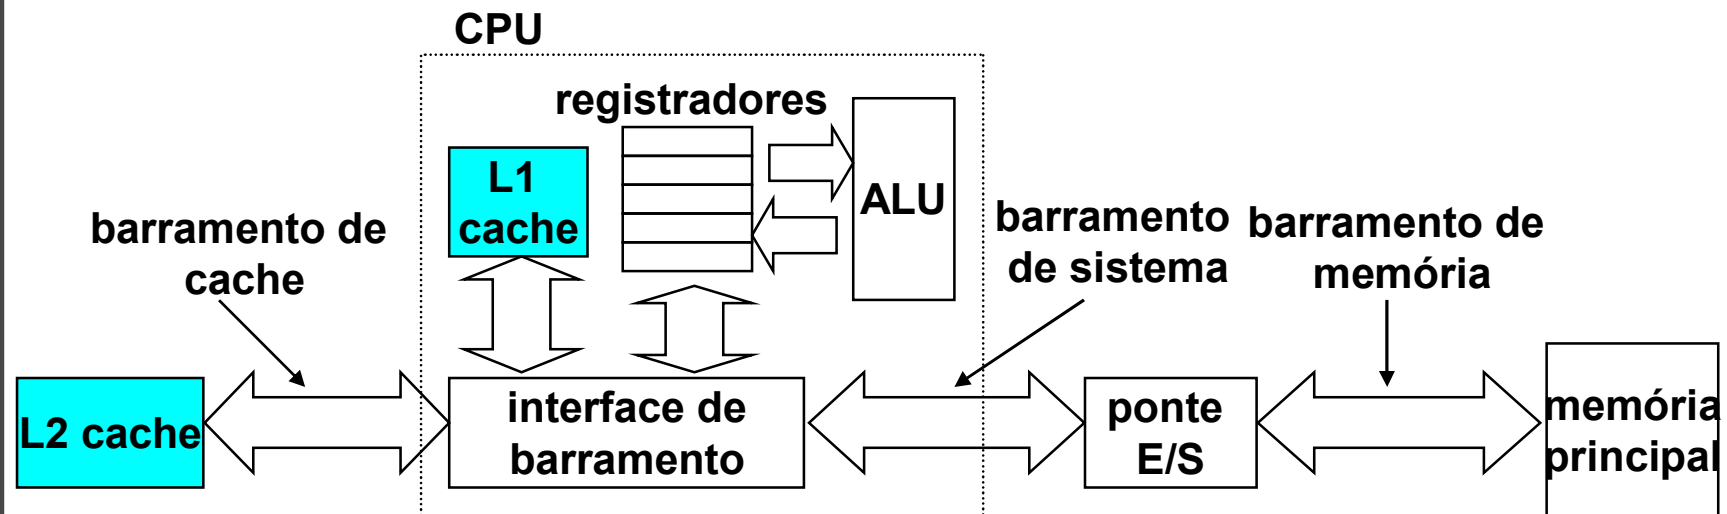 CPU
registradores
L1
cache
ALU
barramento de
cache
barramento
de sistema
barramento de
memória
L2 cache
interface de
barramento
ponte
E/S
memória
principal